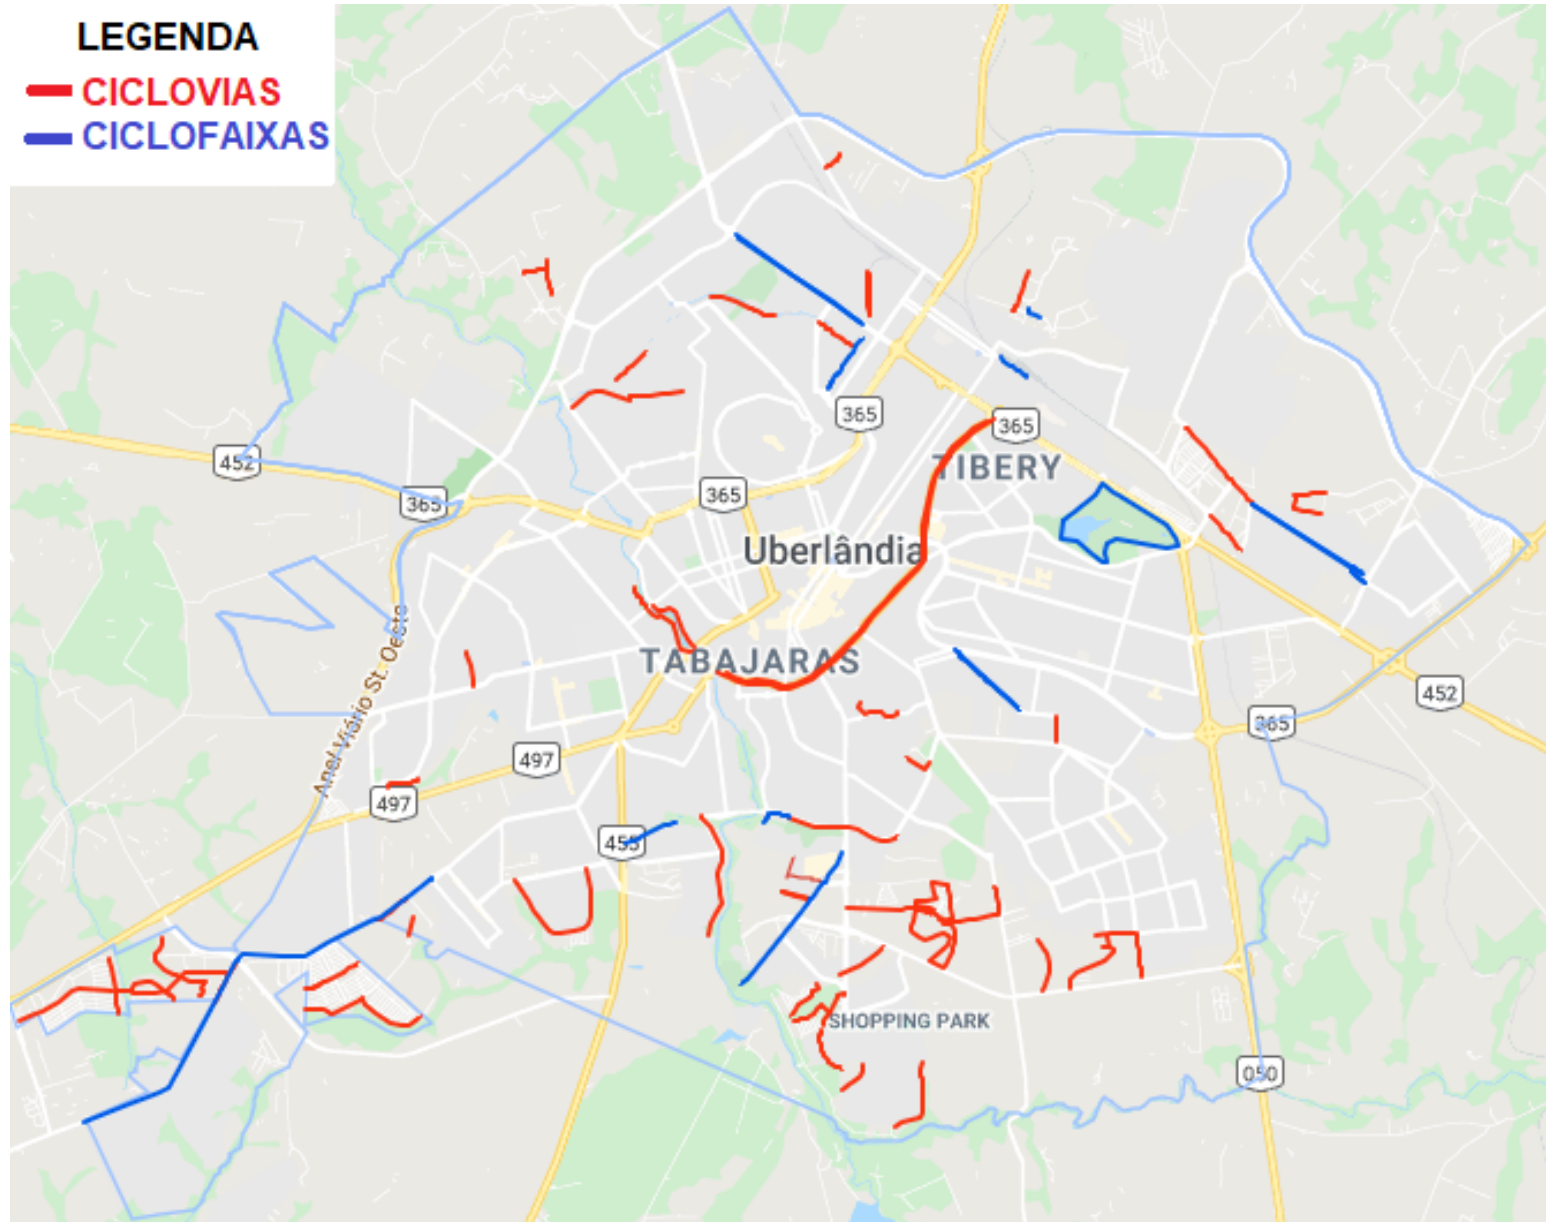 LEGENDA
CICLOVIAS
CICLOFAIXAS
365
365
TIBERY
452
365
365
Uberlândia
TABAJARAS
Anel Viário St. Oeste
452
365
497
497
455
SHOPPING PARK
050